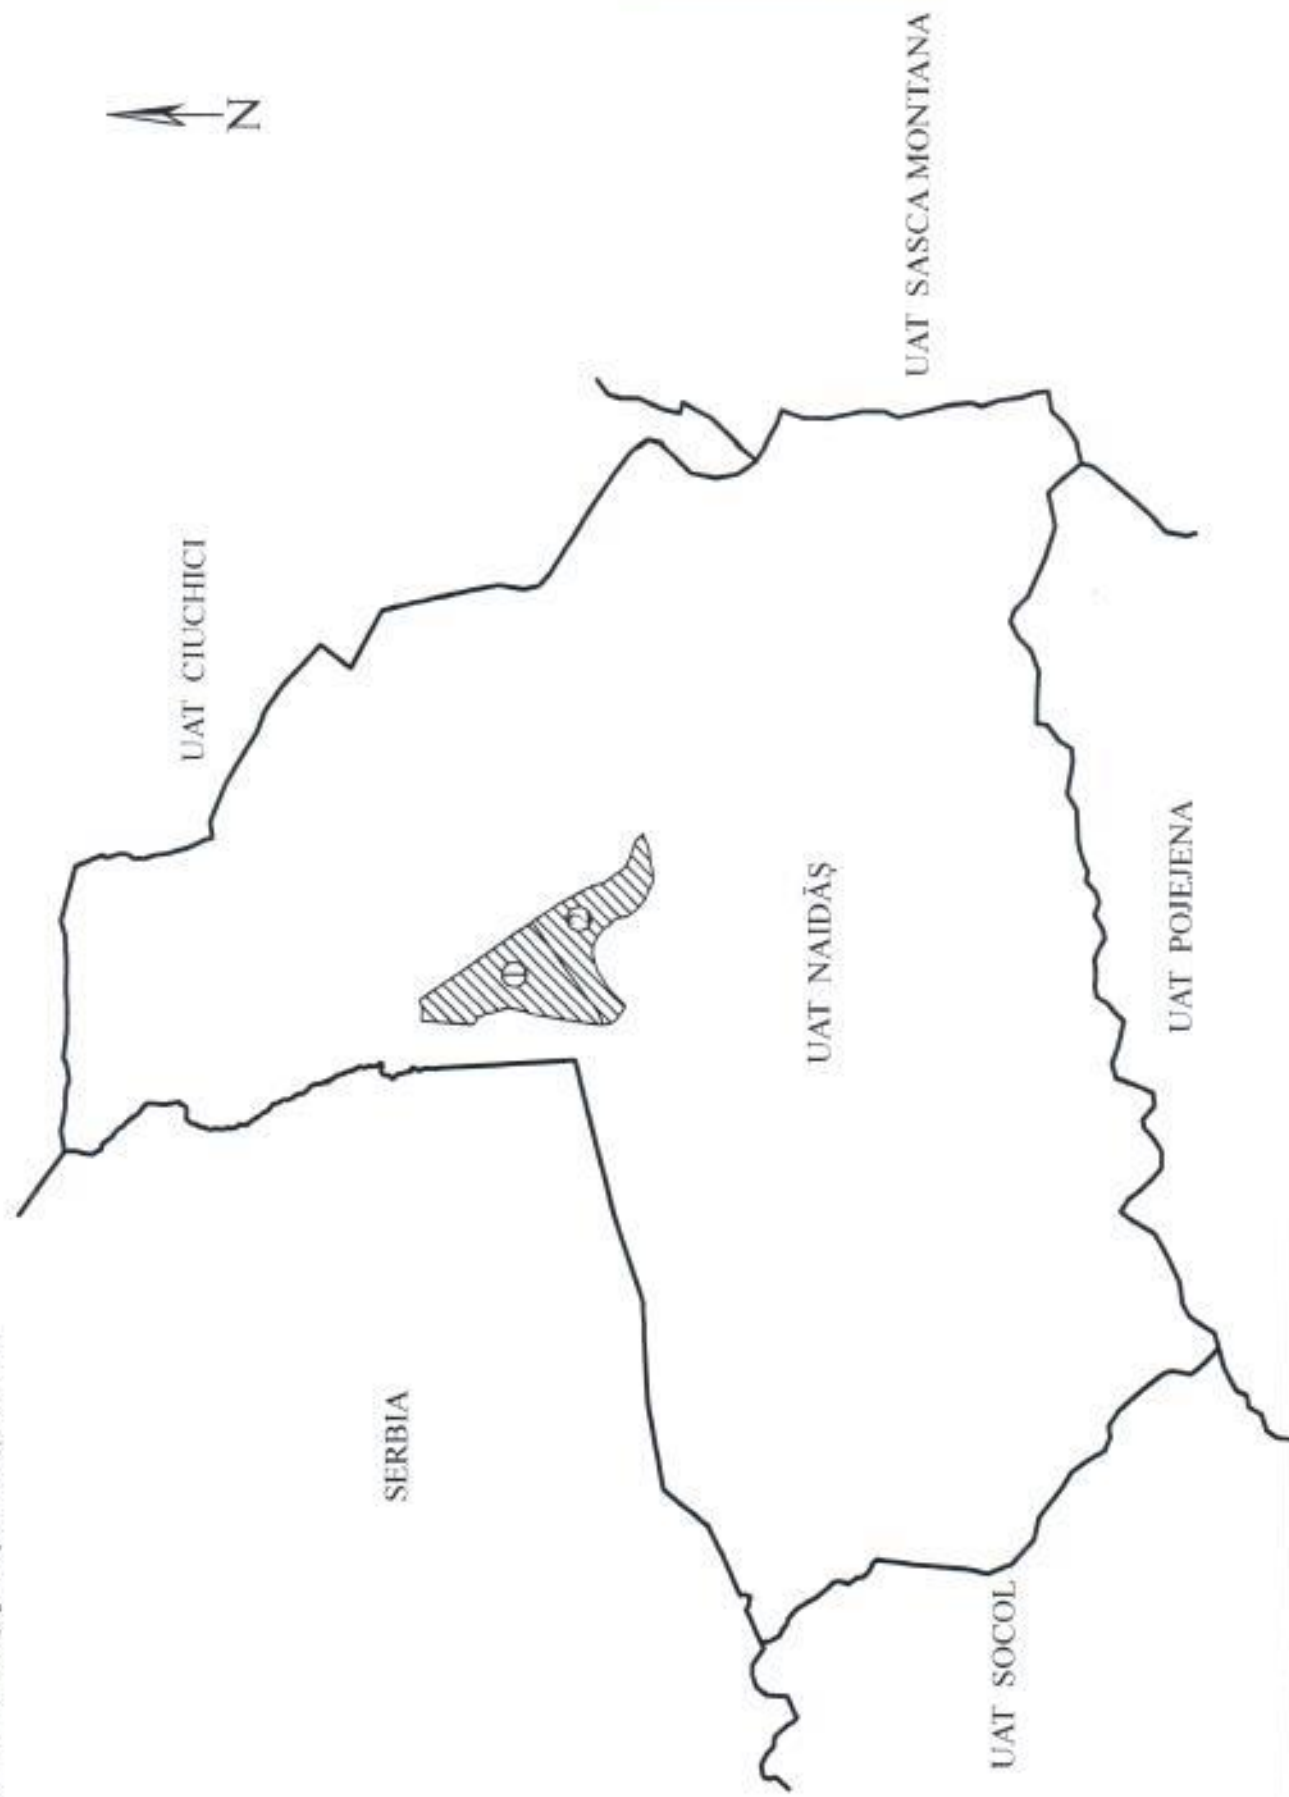 N
UAT CIUCHICI
SERBIA
UAT SASCA MONTANA
UAT NAIDĂȘ
UAT POJEJENA
UAT SOCOL